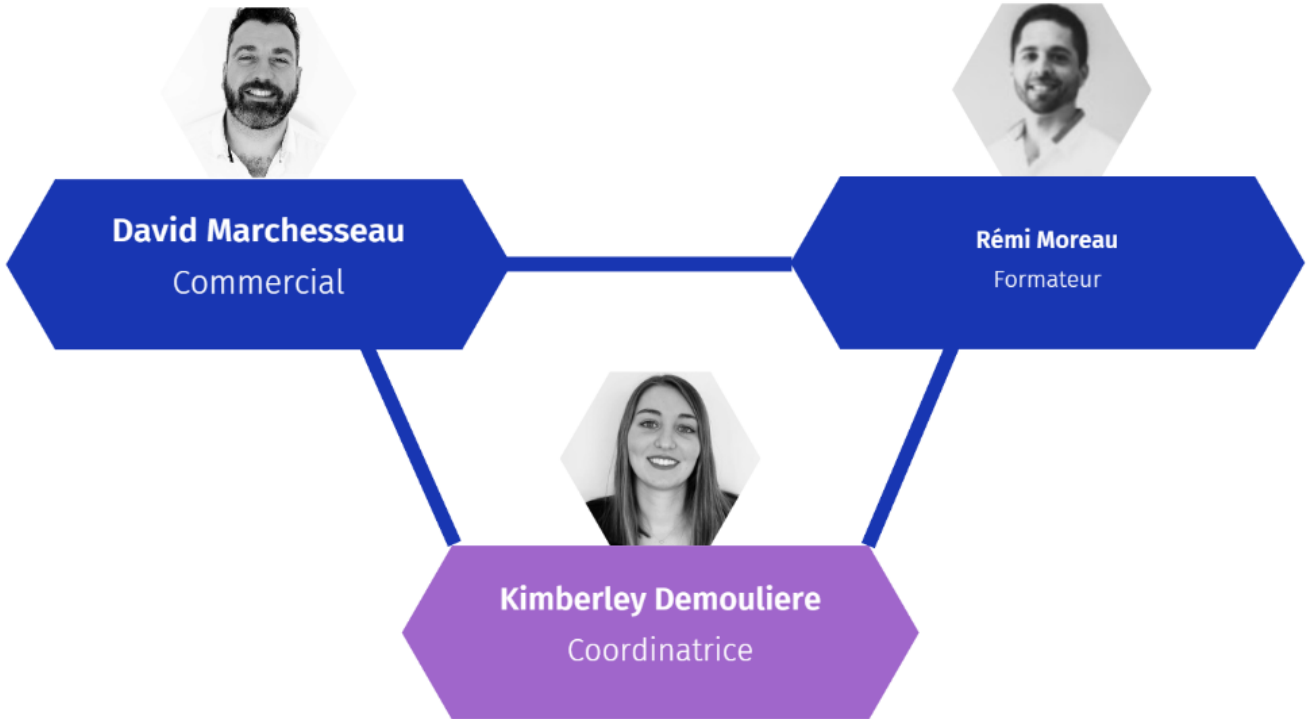 David Marchesseau
Commercial
Rémi Moreau
Formateur
Kimberley Demouliere
Coordinatrice